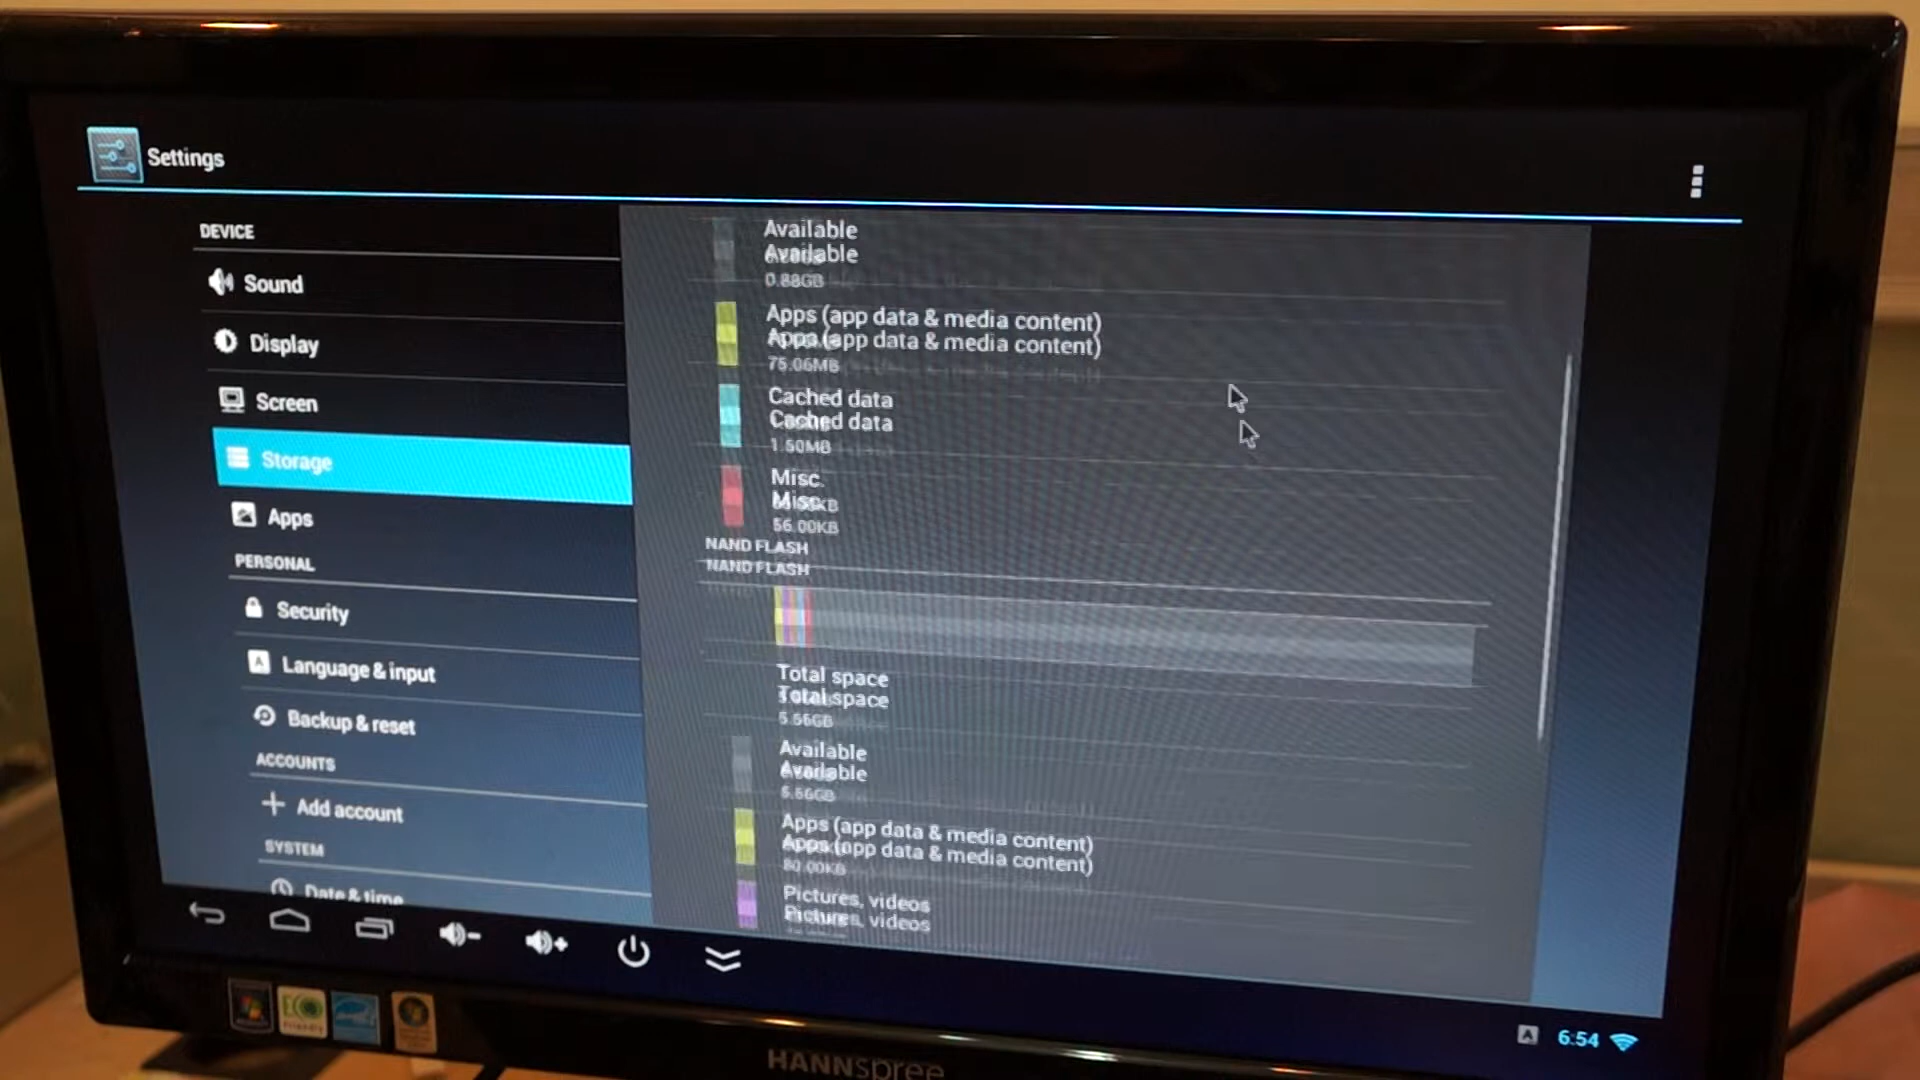 Settings
DEVICE
Sound
Display
Screen
Storage
Apps
PERSONAL
Security
Language & input
Backup & reset
ACCOUNTS
Add account
SYSTEM
Date & time
Available
Available
0.88GB
Apps (app data & media content)
Apps (app data & media content)
75.06MB
Cached data
Cached data
1.50MB
Misc.
Misc.
56.00KB
NAND FLASH
NAND FLASH
Total space
Total space
5.56GB
Available
Available
5.56GB
Apps (app data & media content)
Apps (app data & media content)
80.00KB
Pictures, videos
Pictures, videos
6:54
HANNspree